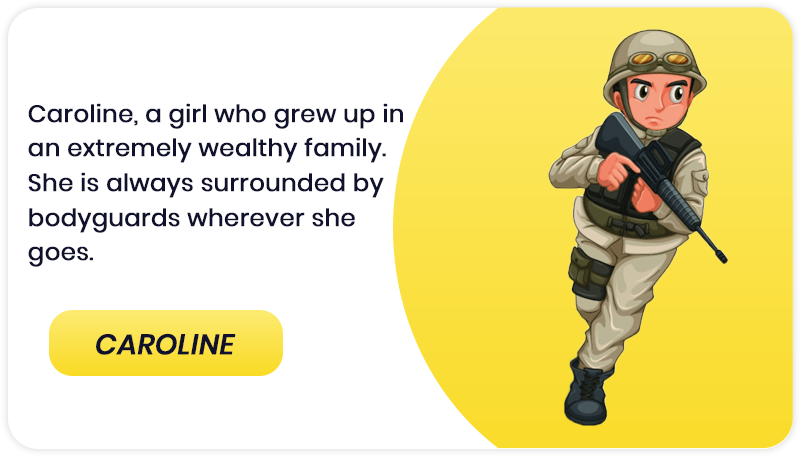 Caroline, a girl who grew up in
an extremely wealthy family.
She is always surrounded by
bodyguards wherever she
goes.
CAROLINE